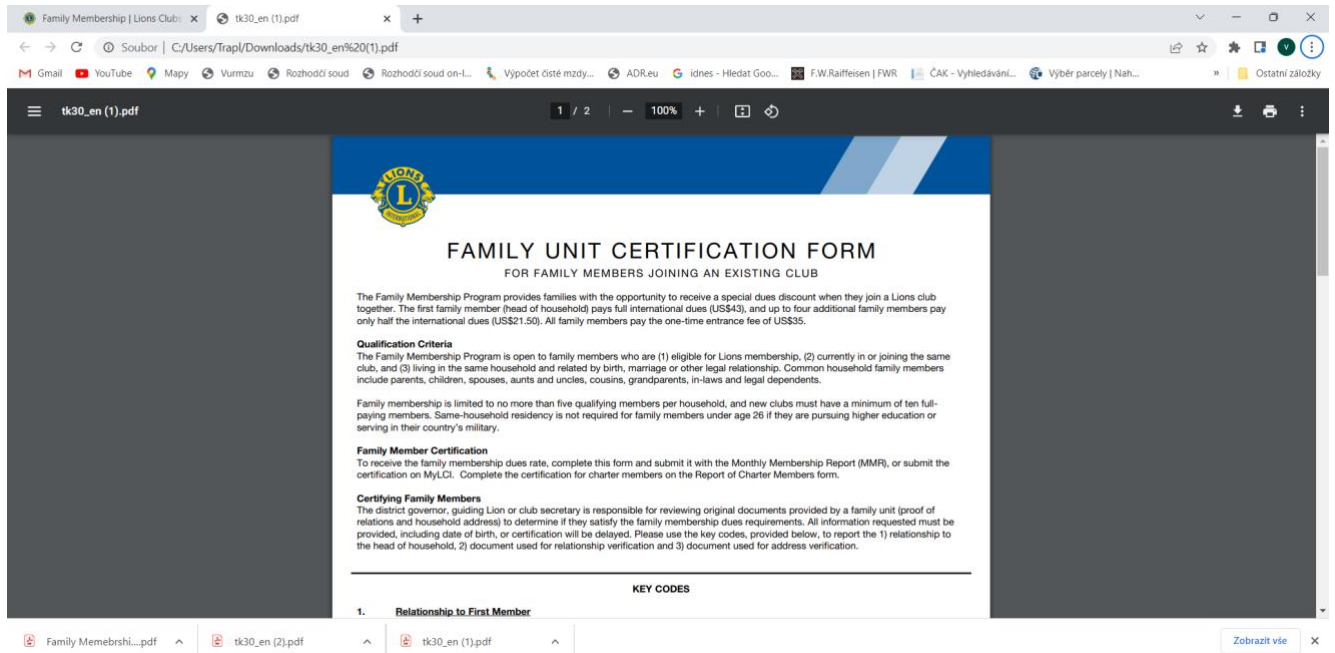 Family Membership | Lions Clubs
tk30_en (1).pdf
Soubor | C:/Users/Trapl/Downloads/tk30_en%20(1).pdf
V
Gmail YouTube Mapy Vurmzu Rozhodčí soud Rozhodčí soud on-l... Výpočet čisté mzdy... ADR.eu idnes - Hledat Goo... F.W.Raiffeisen | FWR ČAK - Vyhledávání... Výběr parcely | Nah... » Ostatní záložky
tk30_en (1).pdf 1 / 2 100%
LIONS
L
INTERNATIONAL
FAMILY UNIT CERTIFICATION FORM
FOR FAMILY MEMBERS JOINING AN EXISTING CLUB
The Family Membership Program provides families with the opportunity to receive a special dues discount when they join a Lions club
together. The first family member (head of household) pays full international dues (US$43), and up to four additional family members pay
only half the international dues (US$21.50). All family members pay the one-time entrance fee of US$35.
Qualification Criteria
The Family Membership Program is open to family members who are (1) eligible for Lions membership, (2) currently in or joining the same
club, and (3) living in the same household and related by birth, marriage or other legal relationship. Common household family members
include parents, children, spouses, aunts and uncles, cousins, grandparents, in-laws and legal dependents.
Family membership is limited to no more than five qualifying members per household, and new clubs must have a minimum of ten full-
paying members. Same-household residency is not required for family members under age 26 if they are pursuing higher education or
serving in their country's military.
Family Member Certification
To receive the family membership dues rate, complete this form and submit it with the Monthly Membership Report (MMR), or submit the
certification on MyLCI. Complete the certification for charter members on the Report of Charter Members form.
Certifying Family Members
The district governor, guiding Lion or club secretary is responsible for reviewing original documents provided by a family unit (proof of
relations and household address) to determine if they satisfy the family membership dues requirements. All information requested must be
provided, including date of birth, or certification will be delayed. Please use the key codes, provided below, to report the 1) relationship to
the head of household, 2) document used for relationship verification and 3) document used for address verification.
KEY CODES
1. Relationship to First Member
Family Memebrshi....pdf tk30_en (2).pdf tk30_en (1).pdf Zobrazit vše